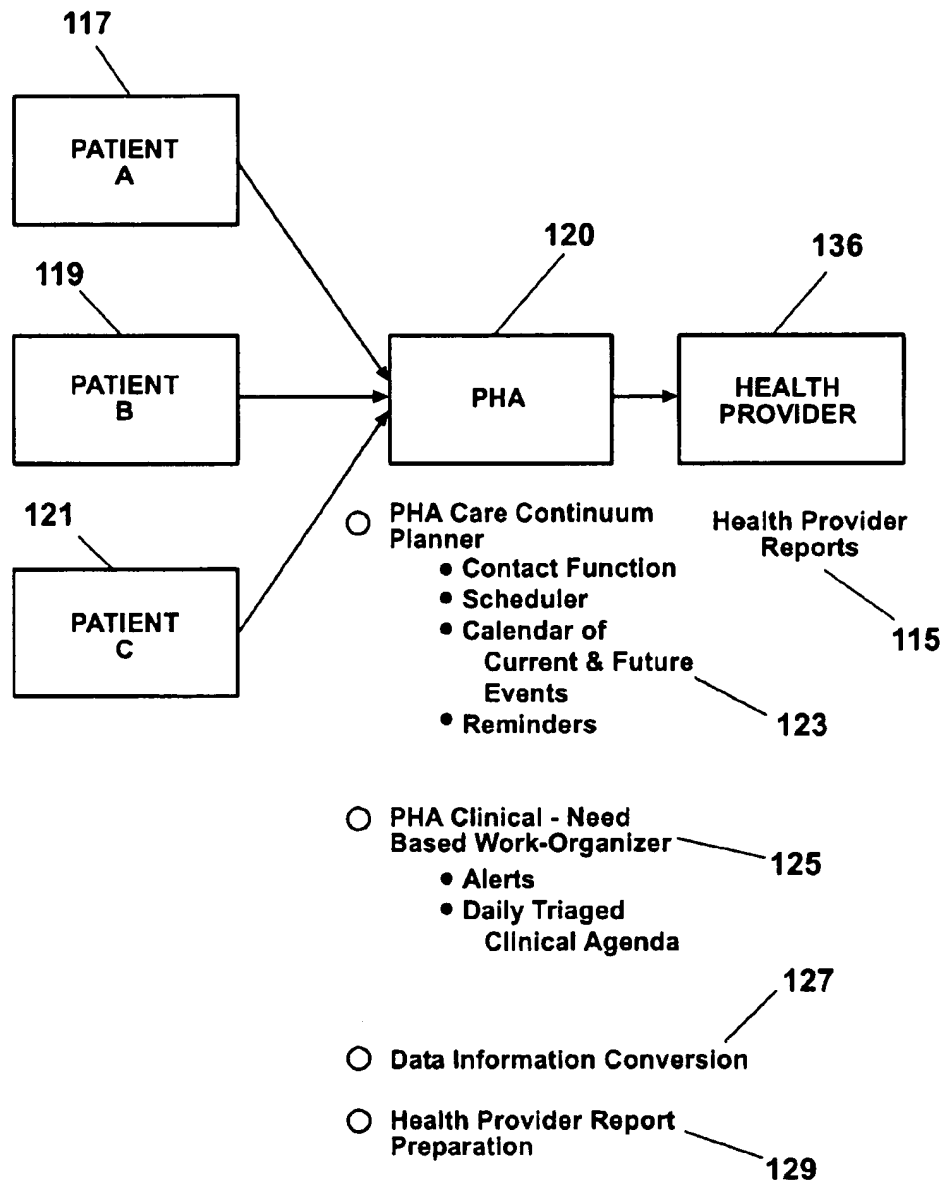 117
PATIENT
A
120
136
119
PATIENT
B
PHA
HEALTH
PROVIDER
121
PATIENT
C
○ PHA Care Continuum
Planner
• Contact Function
• Scheduler
• Calendar of
Current & Future
Events
• Reminders
123
Health Provider
Reports
115
○ PHA Clinical - Need
Based Work-Organizer
125
• Alerts
• Daily Triaged
Clinical Agenda
127
○ Data Information Conversion
○ Health Provider Report
Preparation
129